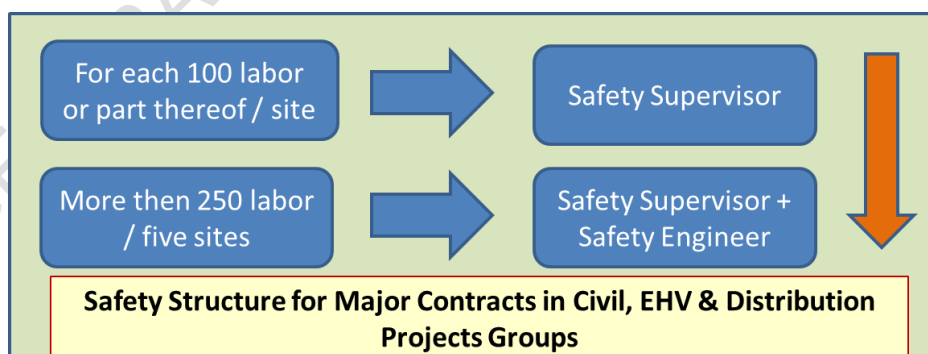 For each 100 labor
or part thereof / site
Safety Supervisor
More then 250 labor
/ five sites
Safety Supervisor +
Safety Engineer
Safety Structure for Major Contracts in Civil, EHV & Distribution
Projects Groups